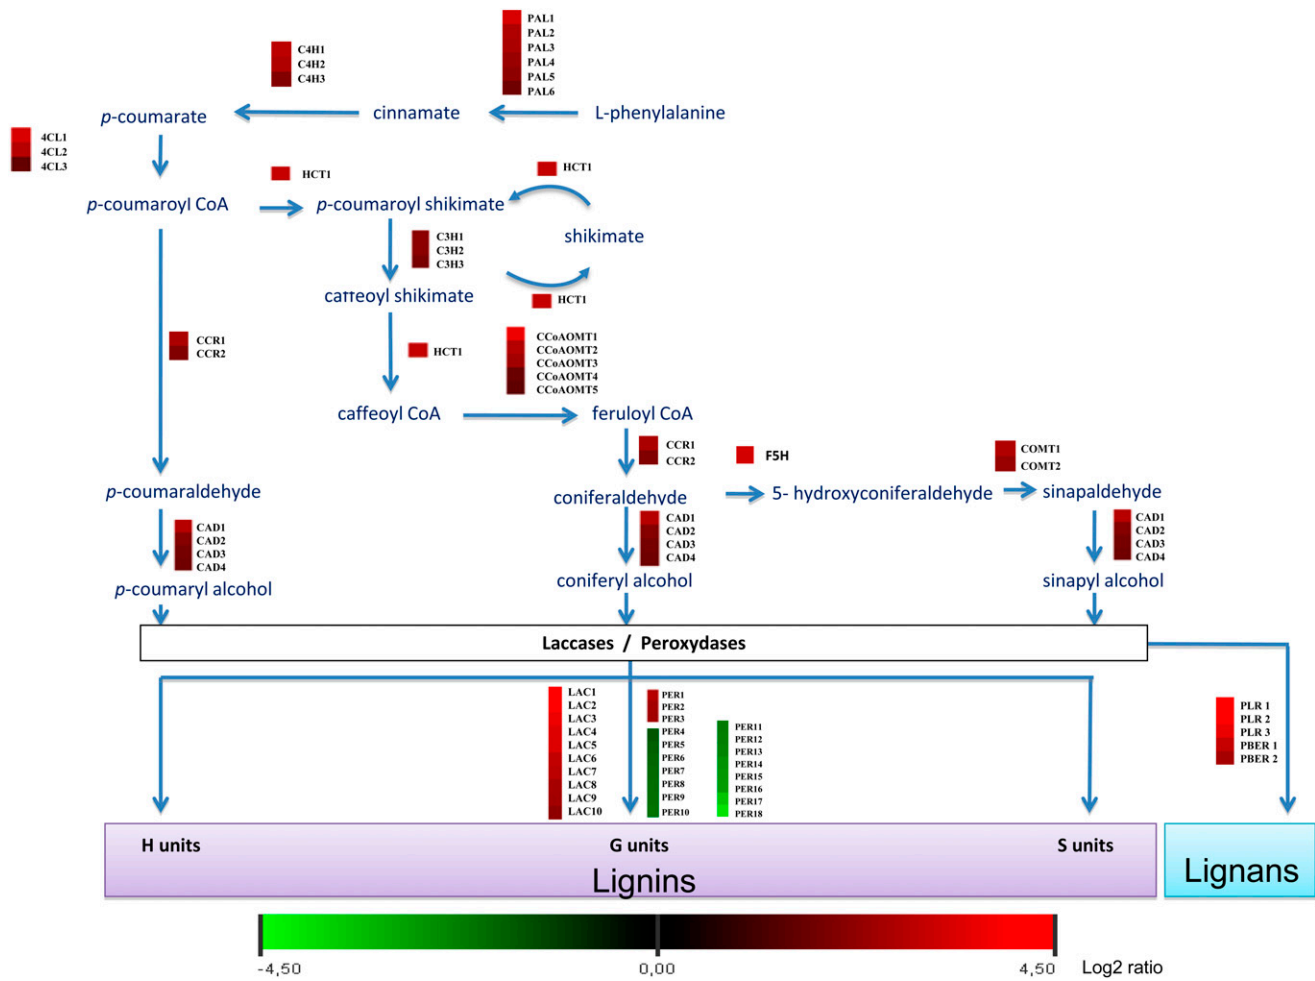 PAL1
PAL2
PAL3
PAL4
PAL5
PAL6
C4H1
C4H2
C4H3
p-coumarate
cinnamate
L-phenylalanine
4CL1
4CL2
4CL3
HCT1
HCT1
p-coumaroyl CoA
p-coumaroyl shikimate
shikimate
C3H1
C3H2
C3H3
caffeoyl shikimate
HCT1
CCR1
CCR2
HCT1
CCoAOMT1
CCoAOMT2
CCoAOMT3
CCoAOMT4
CCoAOMT5
caffeoyl CoA
feruloyl CoA
CCR1
CCR2
F5H
COMT1
COMT2
p-coumaraldehyde
coniferaldehyde
5- hydroxyconiferaldehyde
sinapaldehyde
CAD1
CAD2
CAD3
CAD4
CAD1
CAD2
CAD3
CAD4
CAD1
CAD2
CAD3
CAD4
p-coumaryl alcohol
coniferyl alcohol
sinapyl alcohol
Laccases / Peroxydases
LAC1
LAC2
LAC3
LAC4
LAC5
LAC6
LAC7
LAC8
LAC9
LAC10
PER1
PER2
PER3
PER4
PER5
PER6
PER7
PER8
PER9
PER10
PER11
PER12
PER13
PER14
PER15
PER16
PER17
PER18
PLR 1
PLR 2
PLR 3
PBER 1
PBER 2
H units
G units
S units
Lignins
Lignans
-4,50
0,00
4,50
Log2 ratio